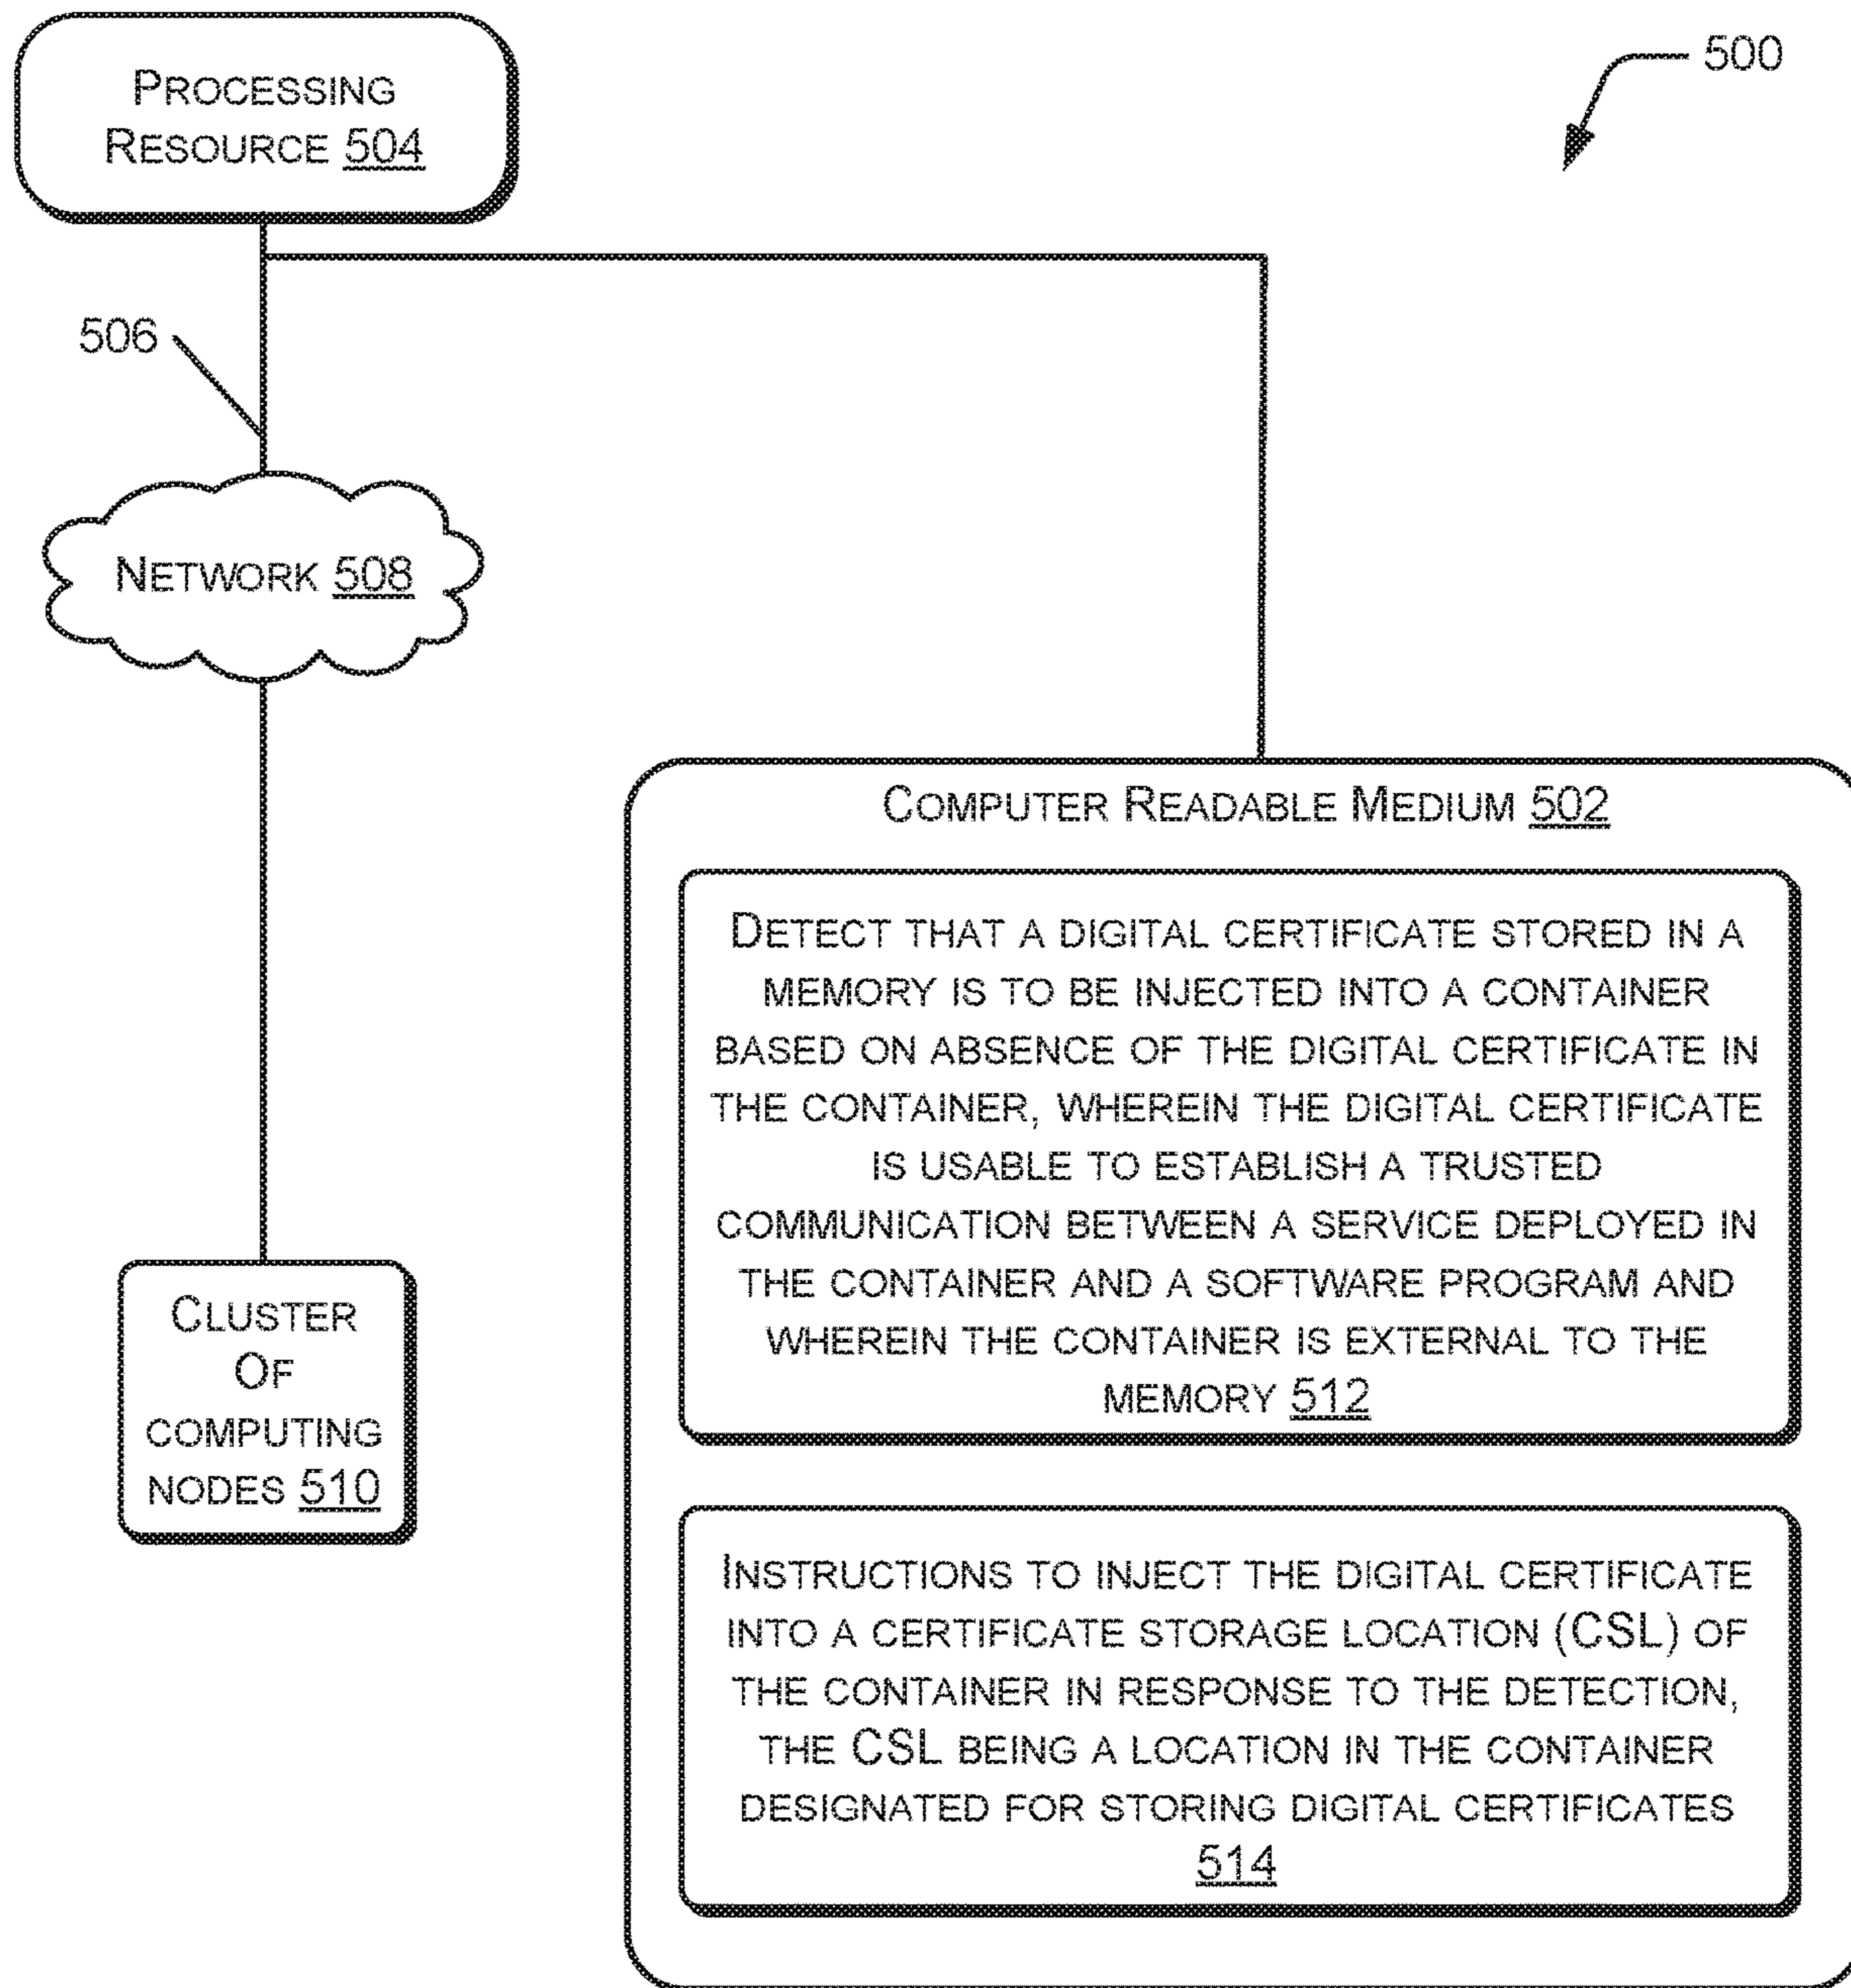 PROCESSING
RESOURCE 504
500
506
NETWORK 508
COMPUTER READABLE MEDIUM 502
DETECT THAT A DIGITAL CERTIFICATE STORED IN A
MEMORY IS TO BE INJECTED INTO A CONTAINER
BASED ON ABSENCE OF THE DIGITAL CERTIFICATE IN
THE CONTAINER, WHEREIN THE DIGITAL CERTIFICATE
IS USABLE TO ESTABLISH A TRUSTED
COMMUNICATION BETWEEN A SERVICE DEPLOYED IN
THE CONTAINER AND A SOFTWARE PROGRAM AND
WHEREIN THE CONTAINER IS EXTERNAL TO THE
MEMORY 512
CLUSTER
OF
COMPUTING
NODES 510
INSTRUCTIONS TO INJECT THE DIGITAL CERTIFICATE
INTO A CERTIFICATE STORAGE LOCATION (CSL) OF
THE CONTAINER IN RESPONSE TO THE DETECTION,
THE CSL BEING A LOCATION IN THE CONTAINER
DESIGNATED FOR STORING DIGITAL CERTIFICATES
514